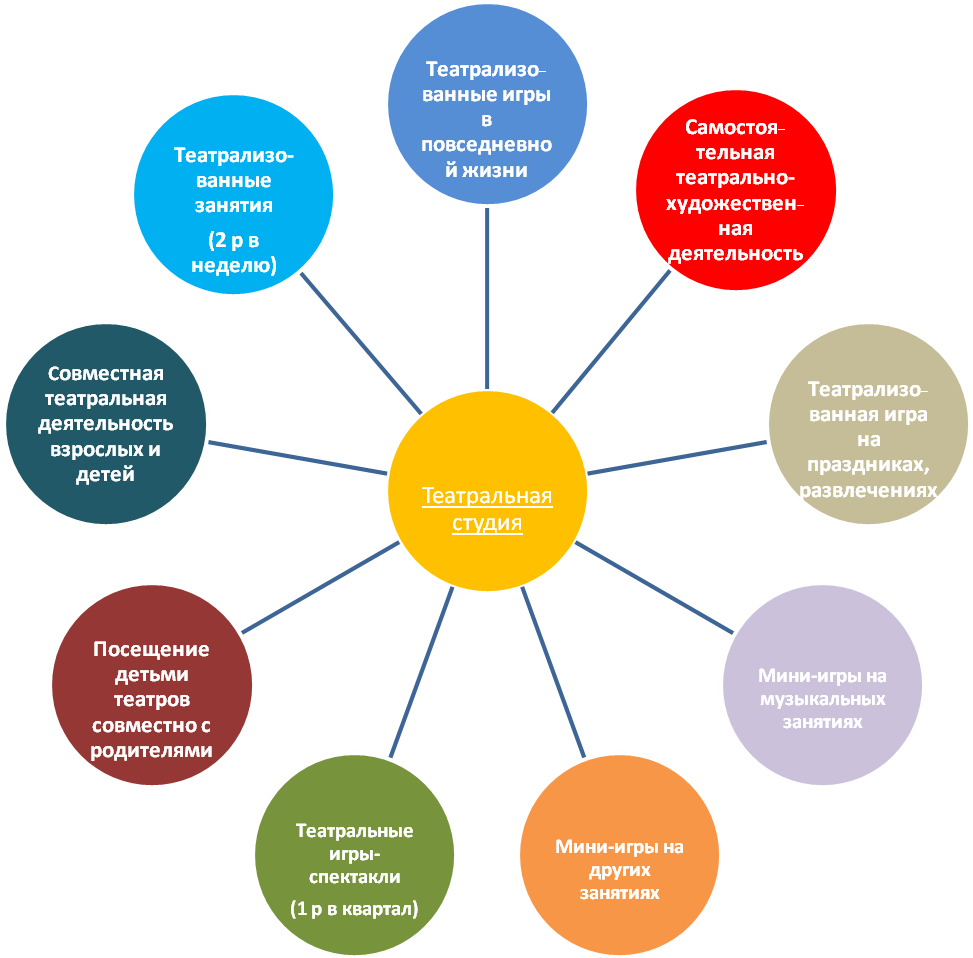 Театрализо–
ванные игры
в
повседневно
й жизни
Самостоя–
тельная
театрально-
художествен–
ная
деятельность
Театрализо–
ванная игра
на
праздниках,
развлечениях
Мини-игры на
музыкальных
занятиях
Мини-игры на
других
занятиях
Театральные
игры-
спектакли
(1 р в квартал)
Посещение
детьми
театров
совместно с
родителями
Совместная
театральная
деятельность
взрослых и
детей
Театрализо-
ванные
занятия
(2 р в
неделю)
Театральная
студия